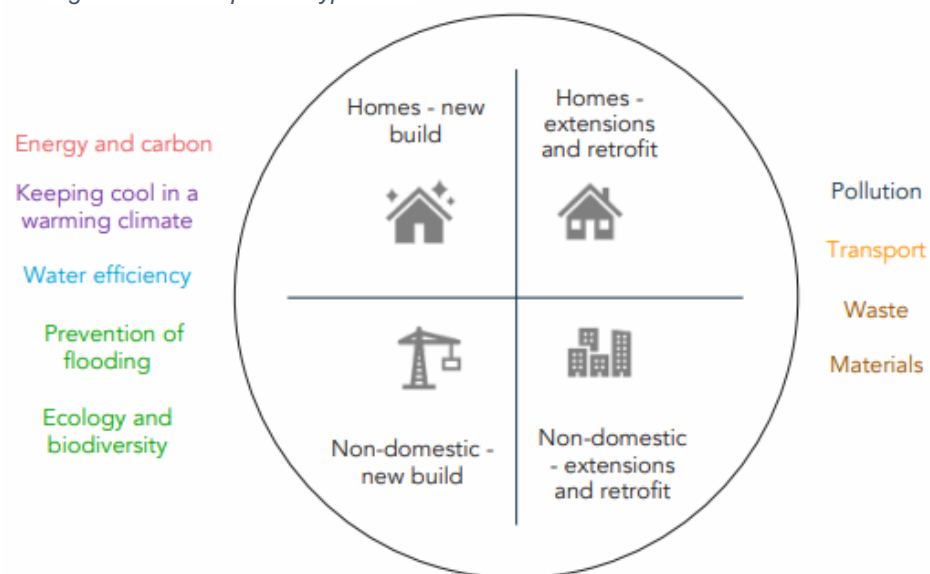 Homes - new
build
Homes -
extensions
and retrofit
Energy and carbon
Keeping cool in a
warming climate
Water efficiency
Prevention of
flooding
Ecology and
biodiversity
Pollution
Transport
Waste
Materials
Non-domestic -
new build
Non-domestic
- extensions
and retrofit